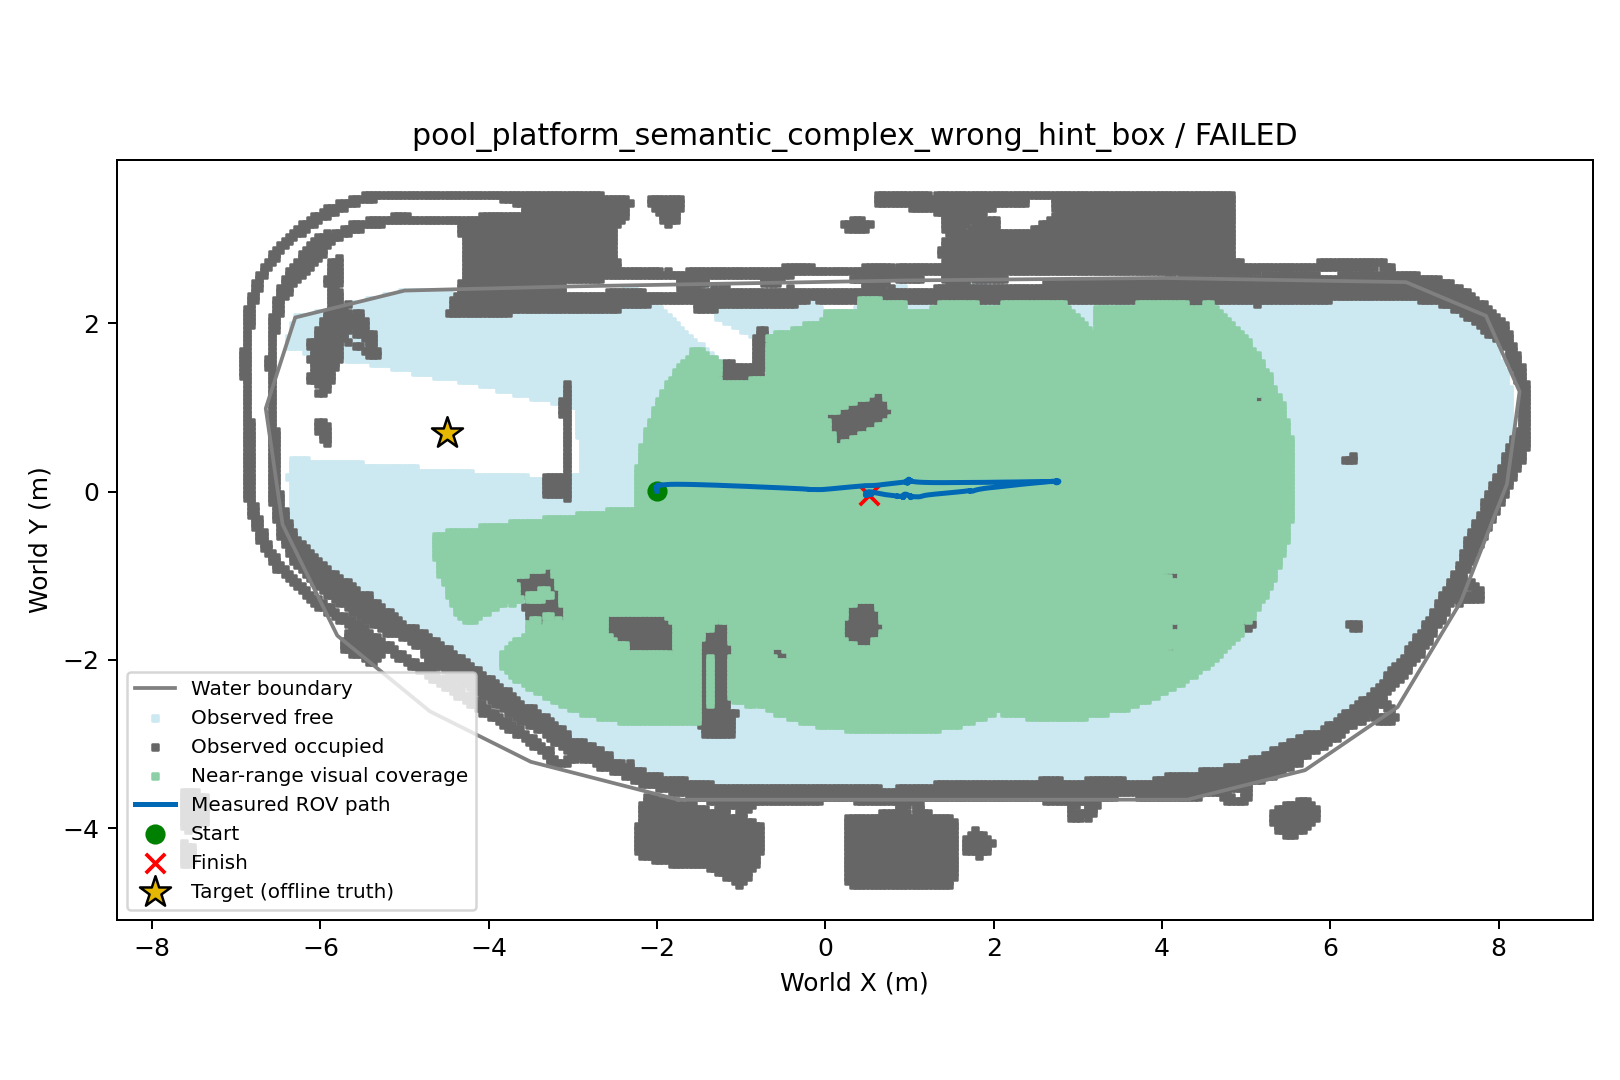 pool_platform_semantic_complex_wrong_hint_box / FAILED
World Y (m)
2
0
−2
−4
Water boundary
Observed free
Observed occupied
Near-range visual coverage
Measured ROV path
Start
Finish
Target (offline truth)
−8 −6 −4 −2 0 2 4 6 8
World X (m)